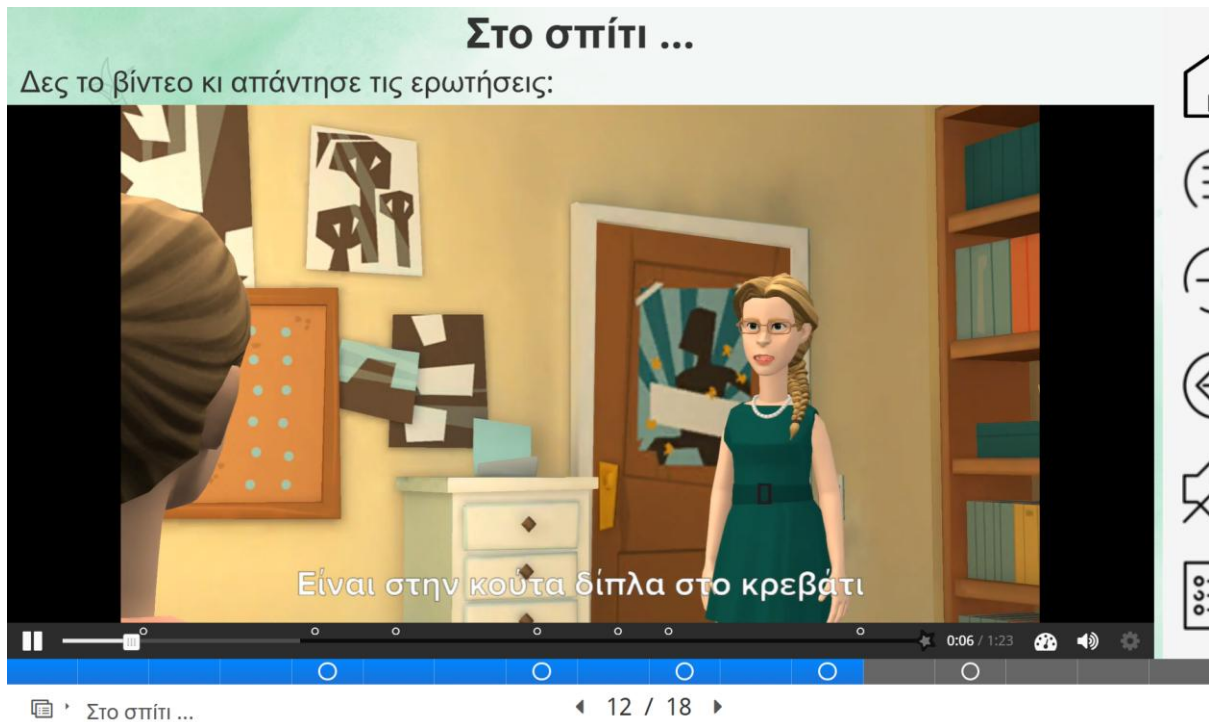 Στο σπίτι ...
Δες το βίντεο κι απάντησε τις ερωτήσεις:
Είναι στην κούτα δίπλα στο κρεβάτι
0:06 / 1:23
Στο σπίτι ...
12 / 18